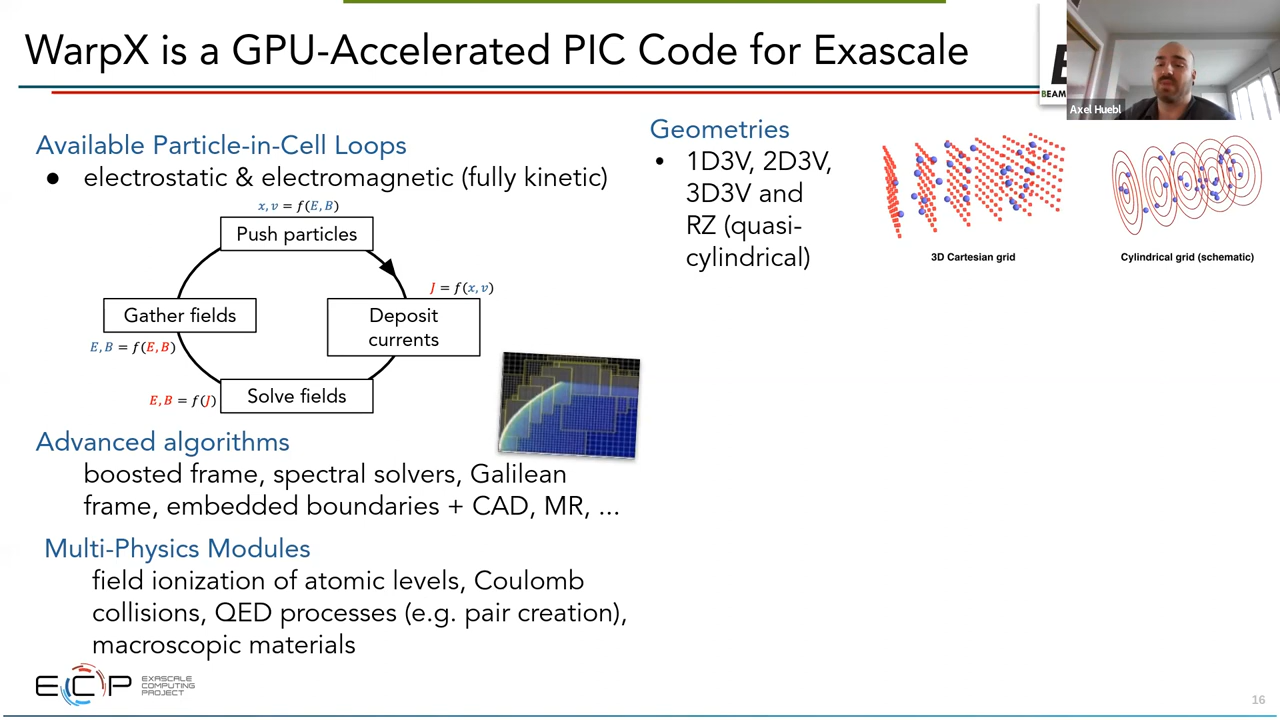 WarpX is a GPU-Accelerated PIC Code for Exascale
BEAM
Axel Huebl
Available Particle-in-Cell Loops
● electrostatic & electromagnetic (fully kinetic)
x, v = f(E, B)
Push particles
J = f(x, v)
Gather fields
Deposit
currents
E, B = f(E, B)
E, B = f(J)
Solve fields
Advanced algorithms
boosted frame, spectral solvers, Galilean
frame, embedded boundaries + CAD, MR, ...
Multi-Physics Modules
field ionization of atomic levels, Coulomb
collisions, QED processes (e.g. pair creation),
macroscopic materials
Geometries
• 1D3V, 2D3V,
3D3V and
RZ (quasi-
cylindrical)
3D Cartesian grid
Cylindrical grid (schematic)
ECP
EXASCALE
COMPUTING
PROJECT
16